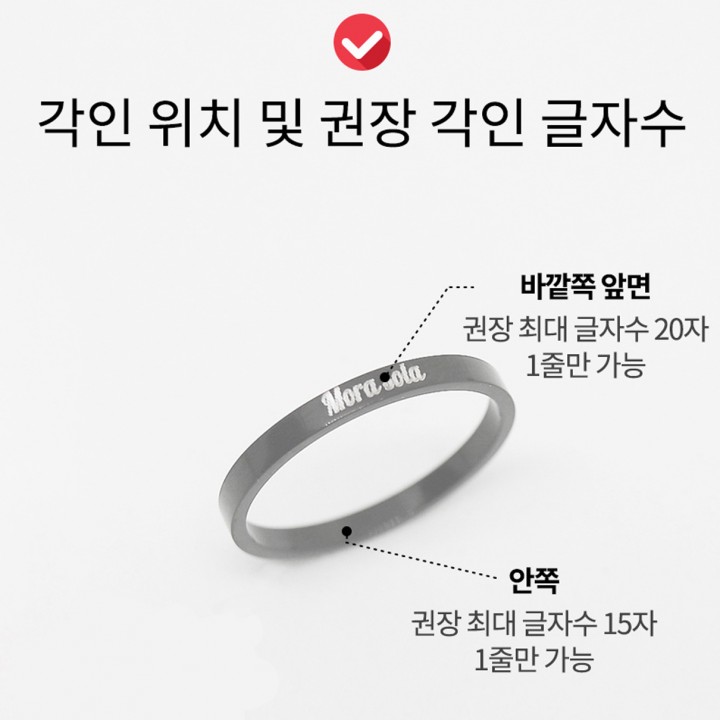 각인 위치 및 권장 각인 글자수
바깥쪽 앞면
권장 최대 글자수 20자
1줄만 가능
Mora sola
안쪽
권장 최대 글자수 15자
1줄만 가능